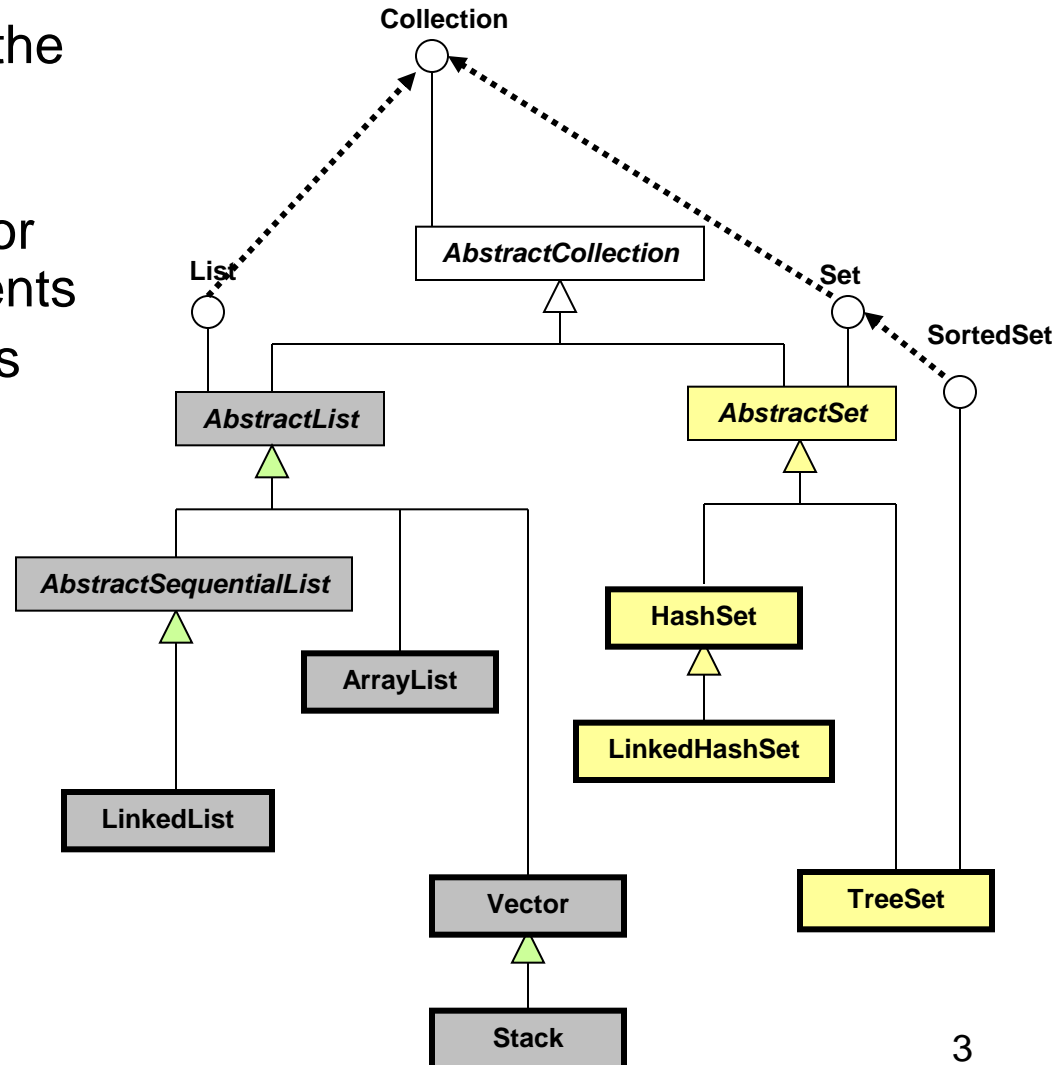 the
or
ents
s
Collection
AbstractCollection
List
Set
SortedSet
AbstractList
AbstractSet
AbstractSequentialList
HashSet
ArrayList
LinkedHashSet
LinkedList
Vector
TreeSet
Stack
3